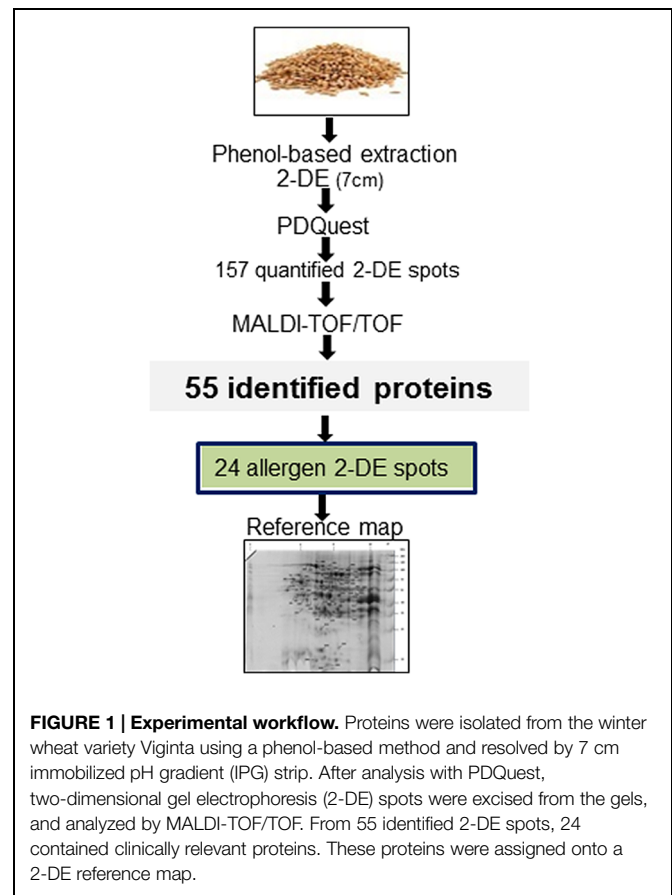 Phenol-based extraction
2-DE (7cm)
PDQuest
157 quantified 2-DE spots
MALDI-TOF/TOF
55 identified proteins
24 allergen 2-DE spots
Reference map
FIGURE 1 | Experimental workflow. Proteins were isolated from the winter
wheat variety Viginta using a phenol-based method and resolved by 7 cm
immobilized pH gradient (IPG) strip. After analysis with PDQuest,
two-dimensional gel electrophoresis (2-DE) spots were excised from the gels,
and analyzed by MALDI-TOF/TOF. From 55 identified 2-DE spots, 24
contained clinically relevant proteins. These proteins were assigned onto a
2-DE reference map.